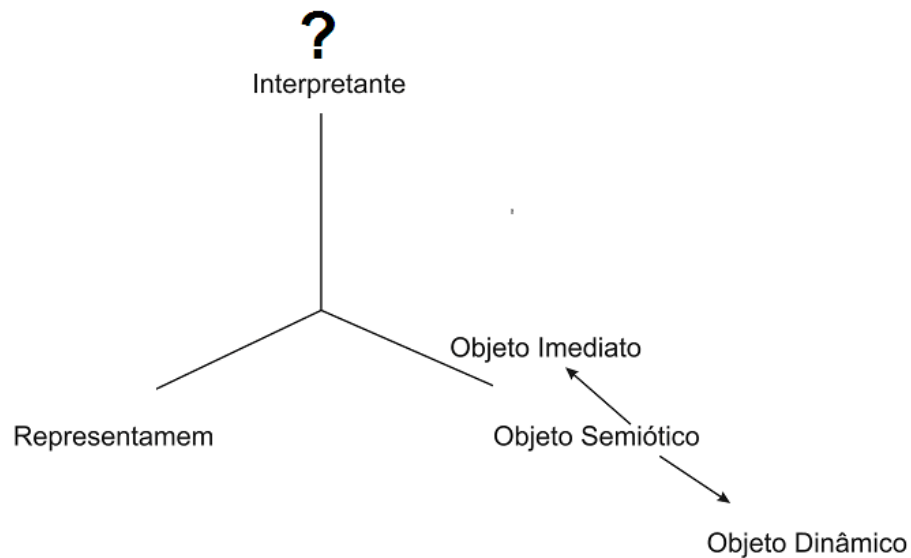 ?
Interpretante
Objeto Imediato
Representamem
Objeto Semiótico
Objeto Dinâmico